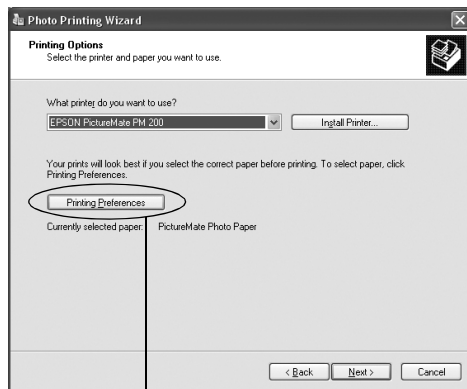 Photo Printing Wizard
Printing Options
Select the printer and paper you want to use.
What printer do you want to use?
EPSON PictureMate PM 200
Install Printer...
Your prints will look best if you select the correct paper before printing. To select paper, click
Printing Preferences.
Printing Preferences
Currently selected paper: PictureMate Photo Paper
< Back Next > Cancel